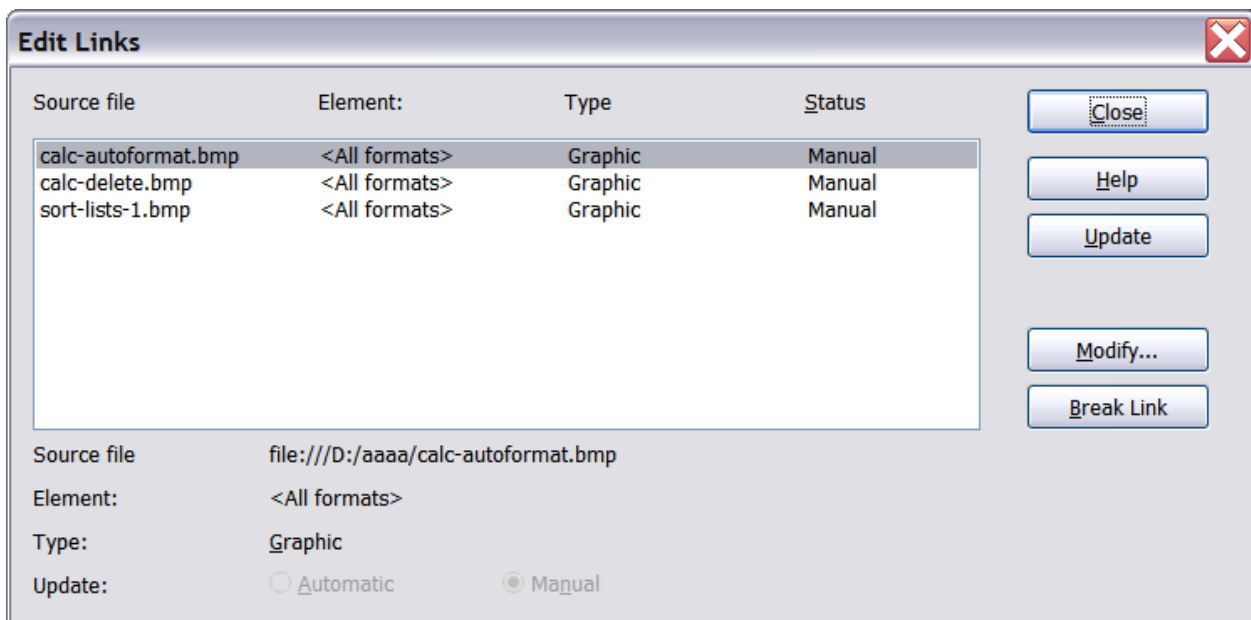 Edit Links
Source file Element: Type Status
Close
calc-autoformat.bmp <All formats> Graphic Manual
calc-delete.bmp <All formats> Graphic Manual
Help
sort-lists-1.bmp <All formats> Graphic Manual
Update
Modify...
Break Link
Source file file:///D:/aaaa/calc-autoformat.bmp
Element: <All formats>
Type: Graphic
Update: Automatic Manual